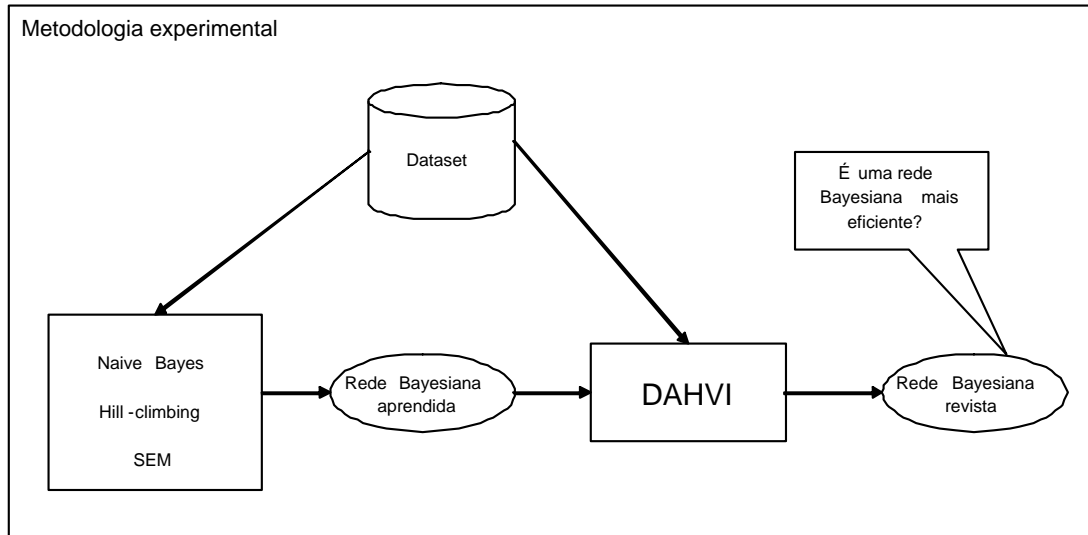 Metodologia experimental
Dataset
É uma rede
Bayesiana mais
eficiente?
Naive Bayes
Hill-climbing
SEM
Rede Bayesiana
aprendida
DAHVI
Rede Bayesiana
revista